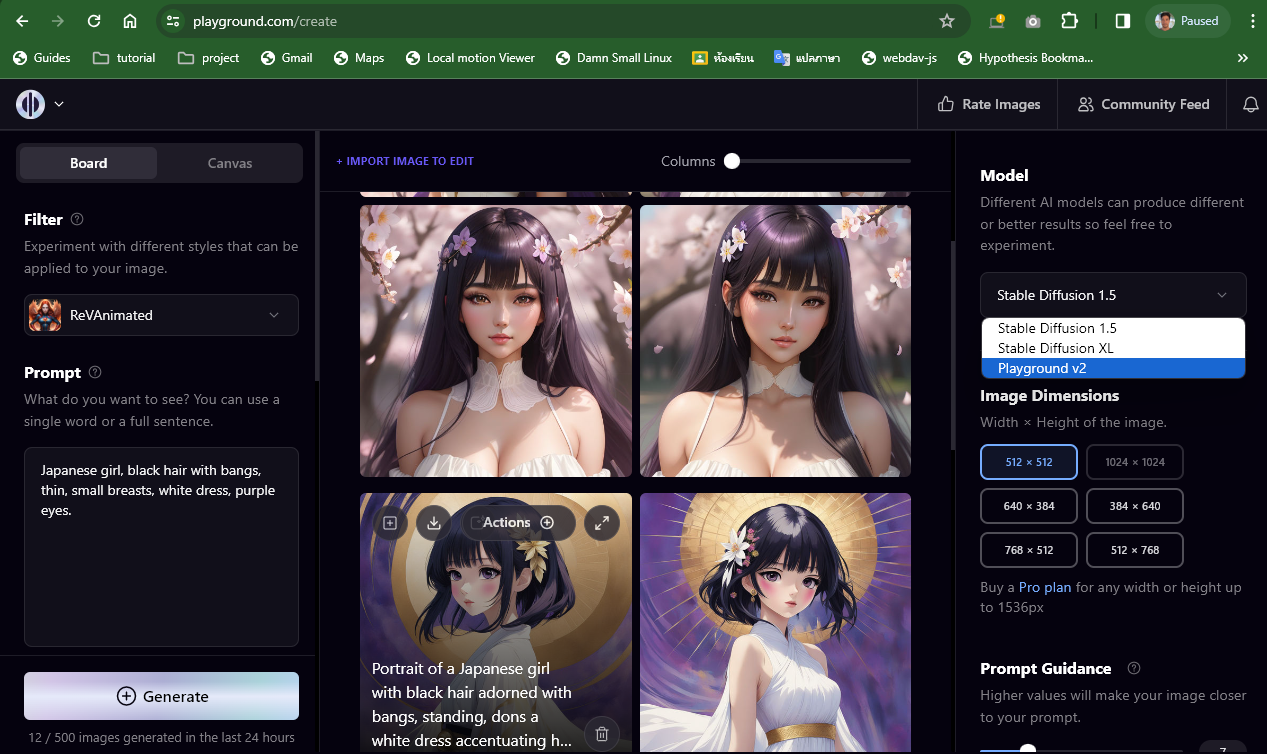 playground.com/create
Paused
Guides
tutorial
project
Gmail
Maps
Local motion Viewer
Damn Small Linux
ห้องเรียน
แปลภาษา
webdav-js
Hypothesis Bookma...
Rate Images
Community Feed
Board
Canvas
Filter
Experiment with different styles that can be
applied to your image.
ReVAnimated
Prompt
What do you want to see? You can use a
single word or a full sentence.
Japanese girl, black hair with bangs,
thin, small breasts, white dress, purple
eyes.
Generate
12 / 500 images generated in the last 24 hours
+ IMPORT IMAGE TO EDIT
Columns
Actions
Portrait of a Japanese girl
with black hair adorned with
bangs, standing, dons a
white dress accentuating h...
Model
Different AI models can produce different
or better results so feel free to
experiment.
Stable Diffusion 1.5
Stable Diffusion 1.5
Stable Diffusion XL
Playground v2
Image Dimensions
Width × Height of the image.
512 × 512
1024 × 1024
640 × 384
384 × 640
768 × 512
512 × 768
Buy a Pro plan for any width or height up
to 1536px
Prompt Guidance
Higher values will make your image closer
to your prompt.
7